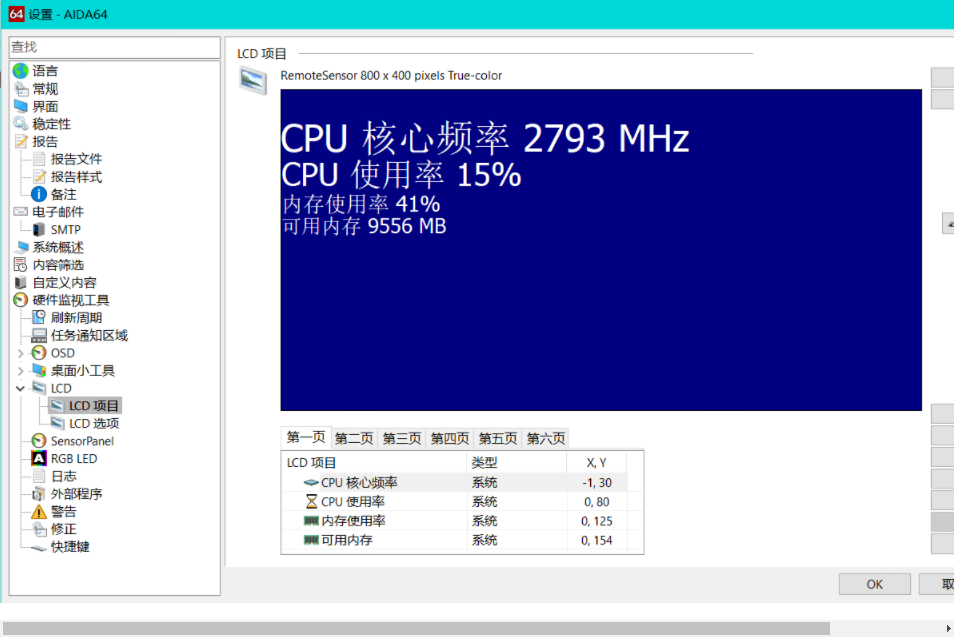 64 设置 - AIDA64
查找
语言
常规
界面
稳定性
报告
报告文件
报告样式
备注
电子邮件
SMTP
系统概述
内容筛选
自定义内容
硬件监视工具
刷新周期
任务通知区域
OSD
桌面小工具
LCD
LCD 项目
LCD 选项
SensorPanel
RGB LED
日志
外部程序
警告
修正
快捷键
LCD 项目
RemoteSensor 800 x 400 pixels True-color
CPU 核心频率 2793 MHz
CPU 使用率 15%
内存使用率 41%
可用内存 9556 MB
第一页 第二页 第三页 第四页 第五页 第六页
LCD 项目 类型 X, Y
CPU 核心频率 系统 -1, 30
CPU 使用率 系统 0, 80
内存使用率 系统 0, 125
可用内存 系统 0, 154
OK 取